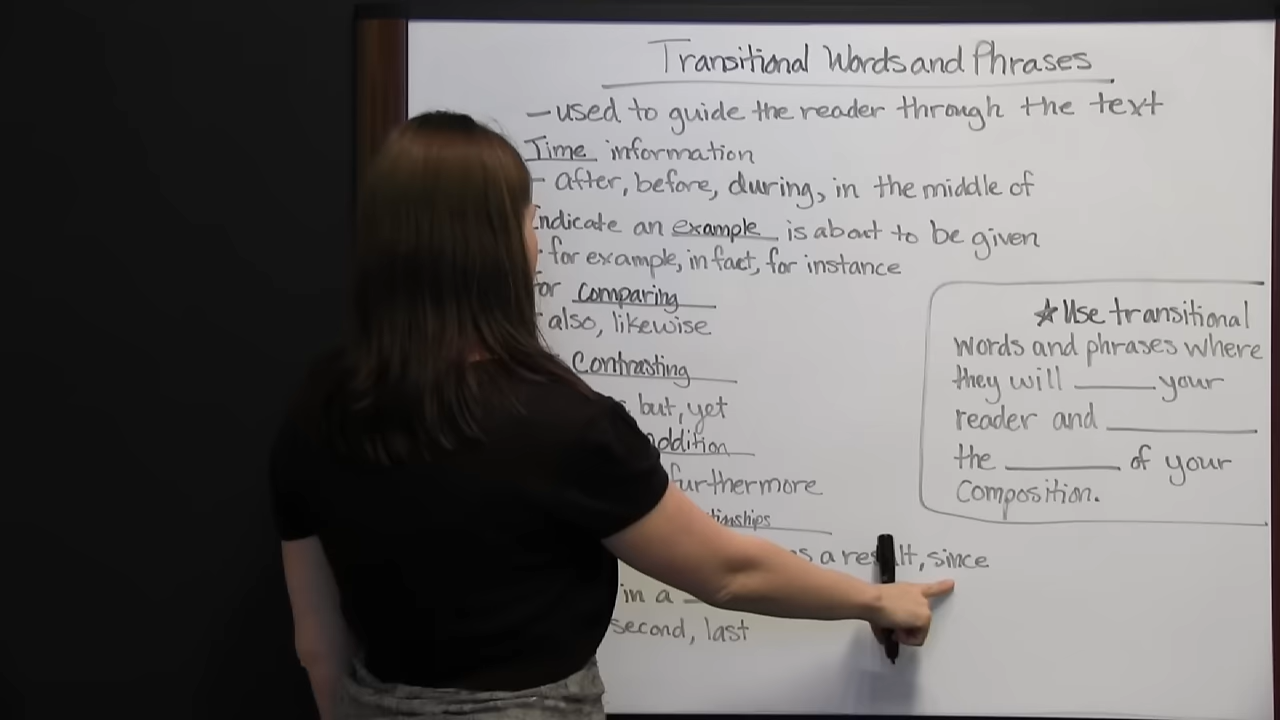 Transitional Words and Phrases
- used to guide the reader through the text
Time information
- after, before, during, in the middle of
Indicate an example is about to be given
- for example, in fact, for instance
for comparing
- also, likewise
Contrasting
but, yet
addition
furthermore
as a result, since
in a
second, last
☆ Use transitional
words and phrases where
they will ______ your
reader and ______
the ______ of your
Composition.